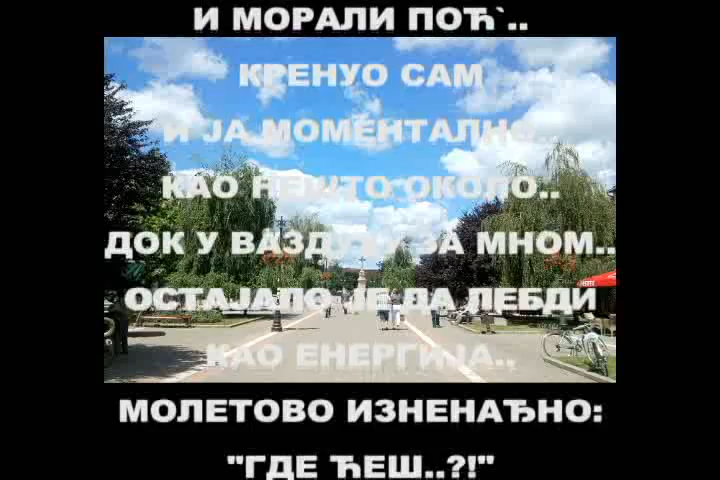 И МОРАЛИ ПОЋ`..
КРЕНУО САМ
И ЈА МОМЕНТАЛНО..
КАО НЕШТО ОКОЛО..
ДОК У ВАЗДУХУ ЗА МНОМ..
ОСТАЈАЛО ЈЕ ДА ЛЕБДИ
КАО ЕНЕРГИЈА..
МОЛЕТОВО ИЗНЕНАЂНО:
"ГДЕ ЋЕШ..?!"